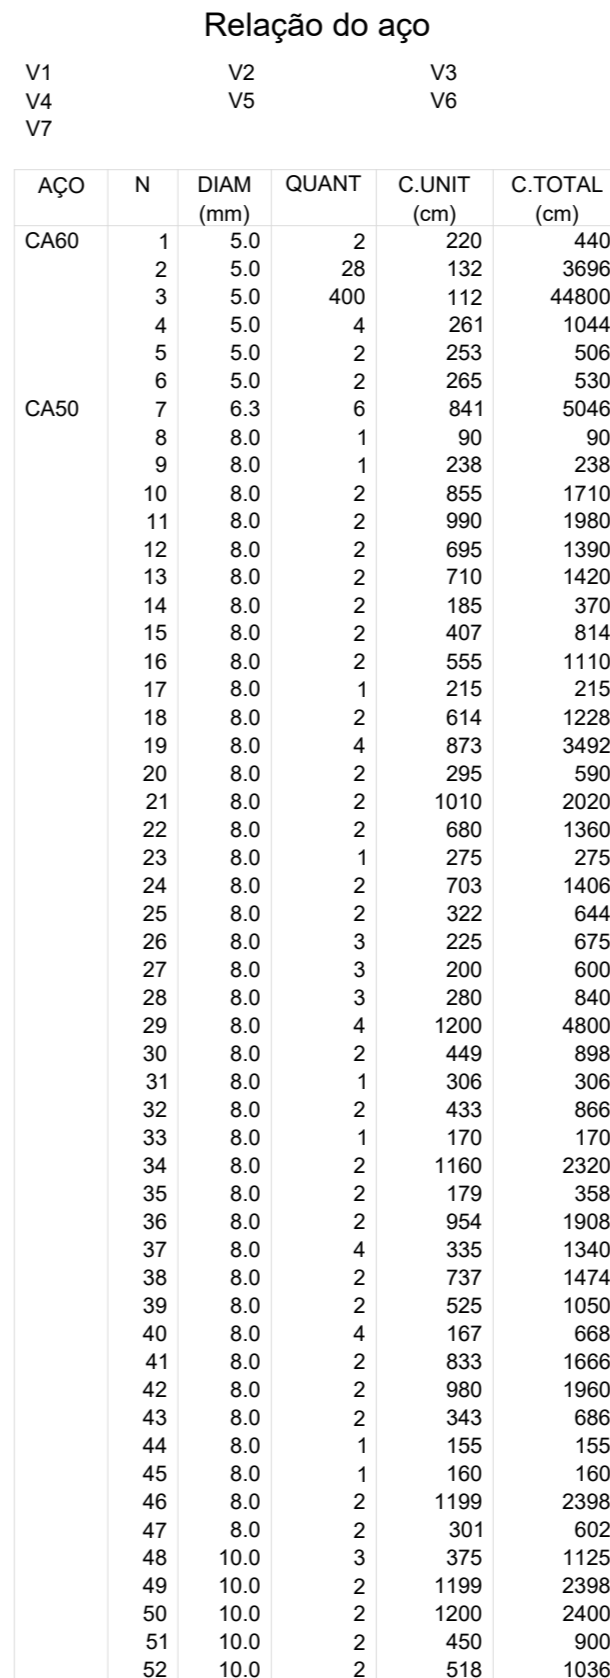 Relação do aço
V1 V2 V3
V4 V5 V6
V7
AÇO N DIAM QUANT C.UNIT C.TOTAL
(mm) (cm) (cm)
CA60 1 5.0 2 220 440
2 5.0 28 132 3696
3 5.0 400 112 44800
4 5.0 4 261 1044
5 5.0 2 253 506
6 5.0 2 265 530
CA50 7 6.3 6 841 5046
8 8.0 1 90 90
9 8.0 1 238 238
10 8.0 2 855 1710
11 8.0 2 990 1980
12 8.0 2 695 1390
13 8.0 2 710 1420
14 8.0 2 185 370
15 8.0 2 407 814
16 8.0 2 555 1110
17 8.0 1 215 215
18 8.0 2 614 1228
19 8.0 4 873 3492
20 8.0 2 295 590
21 8.0 2 1010 2020
22 8.0 2 680 1360
23 8.0 1 275 275
24 8.0 2 703 1406
25 8.0 2 322 644
26 8.0 3 225 675
27 8.0 3 200 600
28 8.0 3 280 840
29 8.0 4 1200 4800
30 8.0 2 449 898
31 8.0 1 306 306
32 8.0 2 433 866
33 8.0 1 170 170
34 8.0 2 1160 2320
35 8.0 2 179 358
36 8.0 2 954 1908
37 8.0 4 335 1340
38 8.0 2 737 1474
39 8.0 2 525 1050
40 8.0 4 167 668
41 8.0 2 833 1666
42 8.0 2 980 1960
43 8.0 2 343 686
44 8.0 1 155 155
45 8.0 1 160 160
46 8.0 2 1199 2398
47 8.0 2 301 602
48 10.0 3 375 1125
49 10.0 2 1199 2398
50 10.0 2 1200 2400
51 10.0 2 450 900
52 10.0 2 518 1036